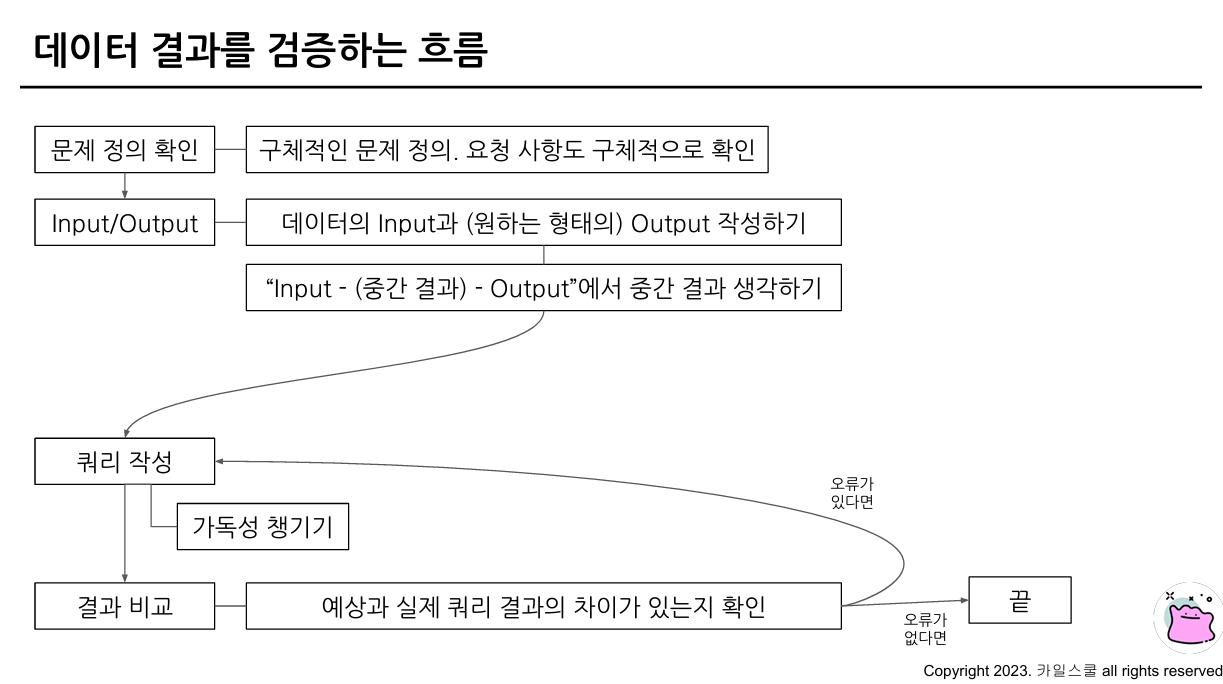 데이터 결과를 검증하는 흐름
문제 정의 확인
구체적인 문제 정의. 요청 사항도 구체적으로 확인
Input/Output
데이터의 Input과 (원하는 형태의) Output 작성하기
“Input - (중간 결과) - Output”에서 중간 결과 생각하기
쿼리 작성
오류가
있다면
가독성 챙기기
결과 비교
예상과 실제 쿼리 결과의 차이가 있는지 확인
끝
오류가
없다면
Copyright 2023. 카일스쿨 all rights reserved